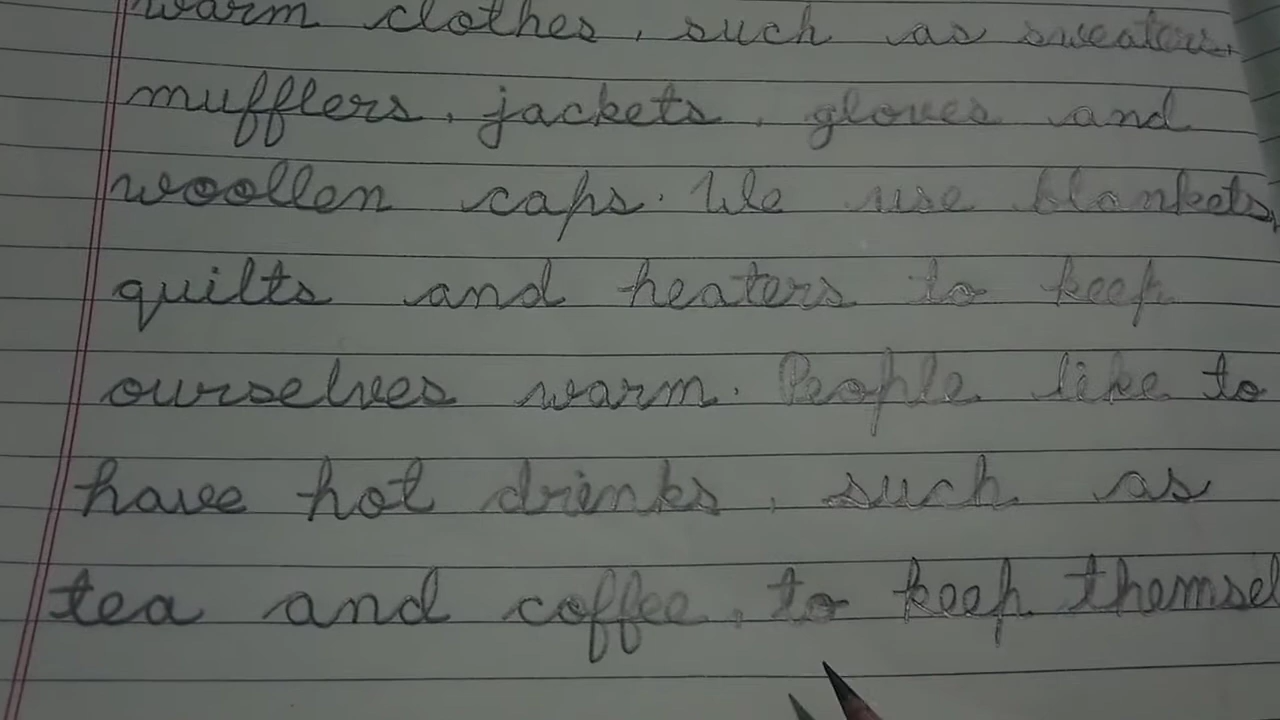 warm clothes, such as sweaters,
mufflers, jackets, gloves and
woollen caps. We use blankets,
quilts and heaters to keep
ourselves warm. People like to
have hot drinks, such as
tea and coffee, to keep themsel